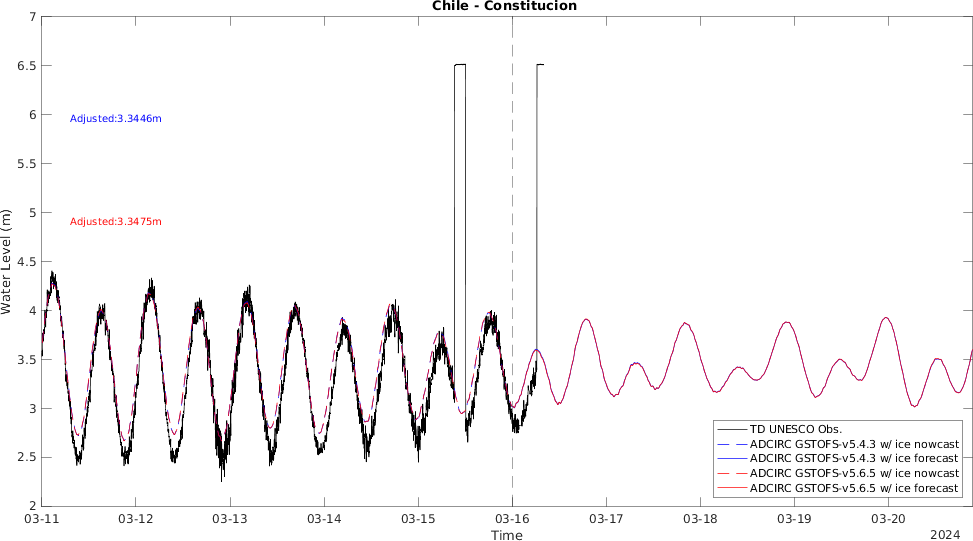 Chile - Constitucion
7
6.5
6
5.5
5
4.5
4
3.5
3
2.5
2
Water Level (m)
Adjusted:3.3446m
Adjusted:3.3475m
TD UNESCO Obs.
ADCIRC GSTOFS-v5.4.3 w/ ice nowcast
ADCIRC GSTOFS-v5.4.3 w/ ice forecast
ADCIRC GSTOFS-v5.6.5 w/ ice nowcast
ADCIRC GSTOFS-v5.6.5 w/ ice forecast
03-11 03-12 03-13 03-14 03-15 03-16 03-17 03-18 03-19 03-20
Time
2024